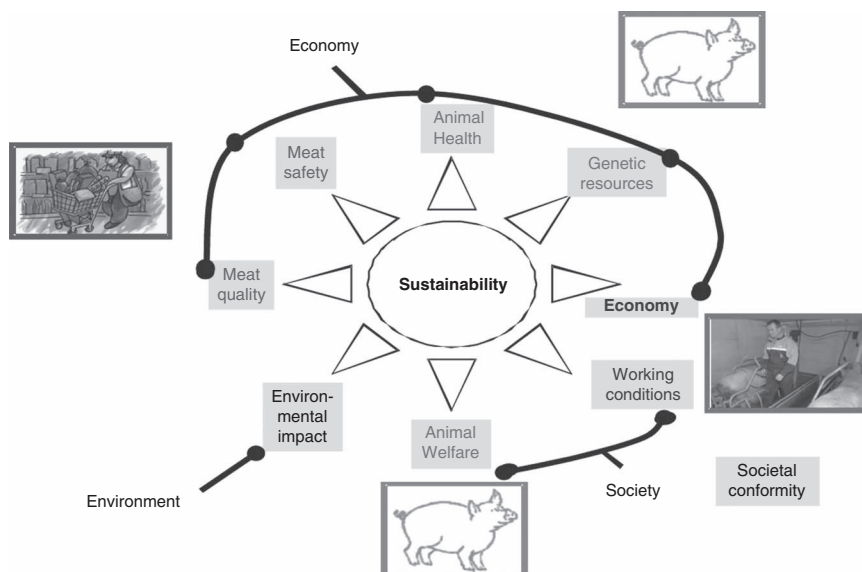 Economy
Animal
Health
Meat
safety
Genetic
resources
Meat
quality
Sustainability
Economy
Working
conditions
Environ-
mental
impact
Animal
Welfare
Environment
Society
Societal
conformity